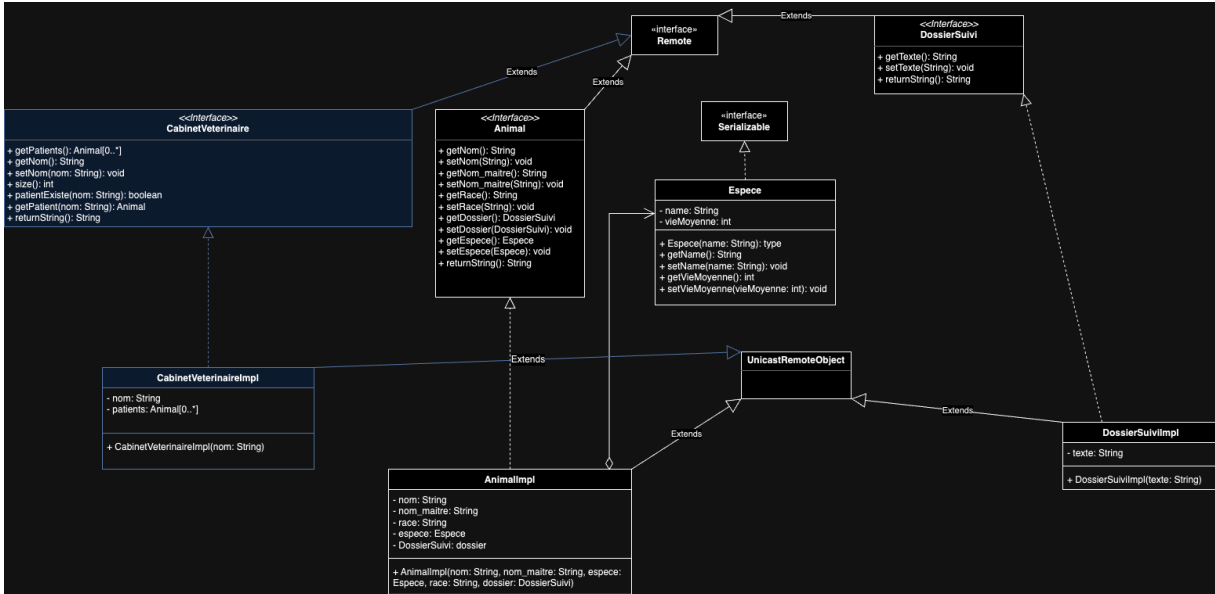 Extends
«interface»
Remote
<<Interface>>
DossierSuivi
+ getTexte(): String
+ setTexte(String): void
+ returnString(): String
Extends
Extends
<<Interface>>
CabinetVeterinaire
+ getPatients(): Animal[0..*]
+ getNom(): String
+ setNom(nom: String): void
+ size(): int
+ patientExiste(nom: String): boolean
+ getPatient(nom: String): Animal
+ returnString(): String
<<Interface>>
Animal
+ getNom(): String
+ setNom(String): void
+ getNom_maitre(): String
+ setNom_maitre(String): void
+ getRace(): String
+ setRace(String): void
+ getDossier(): DossierSuivi
+ setDossier(DossierSuivi): void
+ getEspece(): Espece
+ setEspece(Espece): void
+ returnString(): String
«interface»
Serializable
Espece
- name: String
- vieMoyenne: int
+ Espece(name: String): type
+ getName(): String
+ setName(name: String): void
+ getVieMoyenne(): int
+ setVieMoyenne(vieMoyenne: int): void
Extends
UnicastRemoteObject
CabinetVeterinaireImpl
- nom: String
- patients: Animal[0..*]
+ CabinetVeterinaireImpl(nom: String)
Extends
Extends
DossierSuiviImpl
- texte: String
+ DossierSuiviImpl(texte: String)
AnimalImpl
- nom: String
- nom_maitre: String
- race: String
- espece: Espece
- DossierSuivi: dossier
+ AnimalImpl(nom: String, nom_maitre: String, espece:
Espece, race: String, dossier: DossierSuivi)